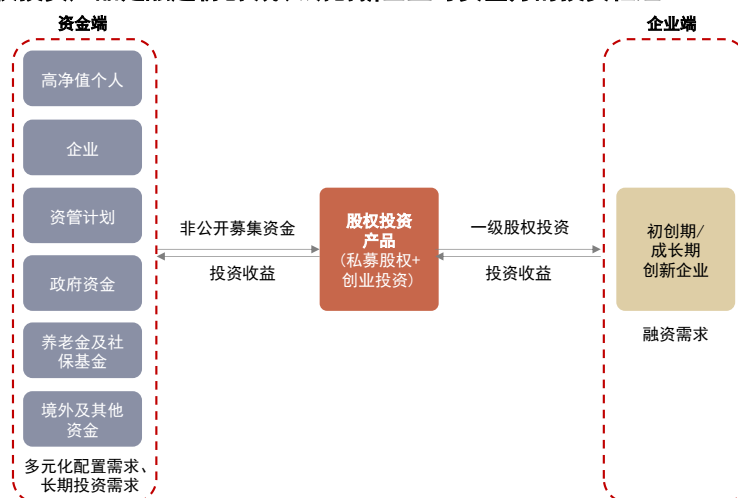 资金端
企业端
高净值个人
企业
资管计划
政府资金
养老金及社
保基金
境外及其他
资金
多元化配置需求、
长期投资需求
非公开募集资金
投资收益
股权投资
产品
(私募股权+
创业投资)
一级股权投资
投资收益
初创期/
成长期
创新企业
融资需求